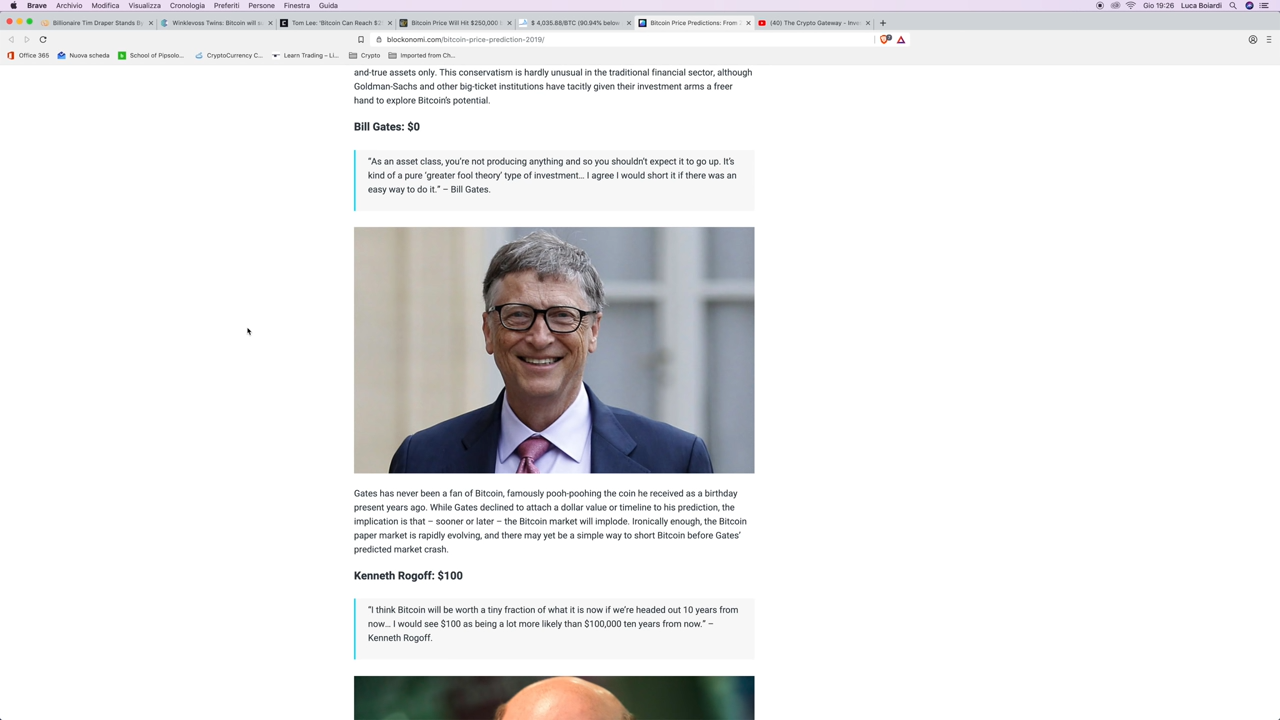 Brave Archivio Modifica Visualizza Cronologia Preferiti Persone Finestra Guida
Gio 19:26 Luca Boiardi
Billionaire Tim Draper Stands By
Winklevoss Twins: Bitcoin will
Tom Lee: "Bitcoin Can Reach
Bitcoin Price Will Hit $250,000
$ 4,035.88/BTC (90.94% below
Bitcoin Price Predictions: From
(40) The Crypto Gateway - Inve
blockonomi.com/bitcoin-price-prediction-2019/
Office 365 Nuova scheda School of Pipsolo... CryptoCurrency C... Learn Trading – Li... Crypto Imported from Ch...
and-true assets only. This conservatism is hardly unusual in the traditional financial sector, although
Goldman-Sachs and other big-ticket institutions have tacitly given their investment arms a freer
hand to explore Bitcoin's potential.
Bill Gates: $0
"As an asset class, you're not producing anything and so you shouldn't expect it to go up. It's
kind of a pure 'greater fool theory' type of investment… I agree I would short it if there was an
easy way to do it." – Bill Gates.
Gates has never been a fan of Bitcoin, famously pooh-poohing the coin he received as a birthday
present years ago. While Gates declined to attach a dollar value or timeline to his prediction, the
implication is that – sooner or later – the Bitcoin market will implode. Ironically enough, the Bitcoin
paper market is rapidly evolving, and there may yet be a simple way to short Bitcoin before Gates'
predicted market crash.
Kenneth Rogoff: $100
"I think Bitcoin will be worth a tiny fraction of what it is now if we're headed out 10 years from
now… I would see $100 as being a lot more likely than $100,000 ten years from now." –
Kenneth Rogoff.